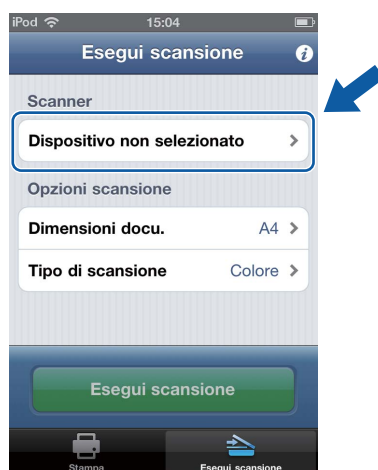 iPod 15:04
Esegui scansione
Scanner
Dispositivo non selezionato
Opzioni scansione
Dimensioni docu. A4
Tipo di scansione Colore
Esegui scansione
Stampa Esegui scansione